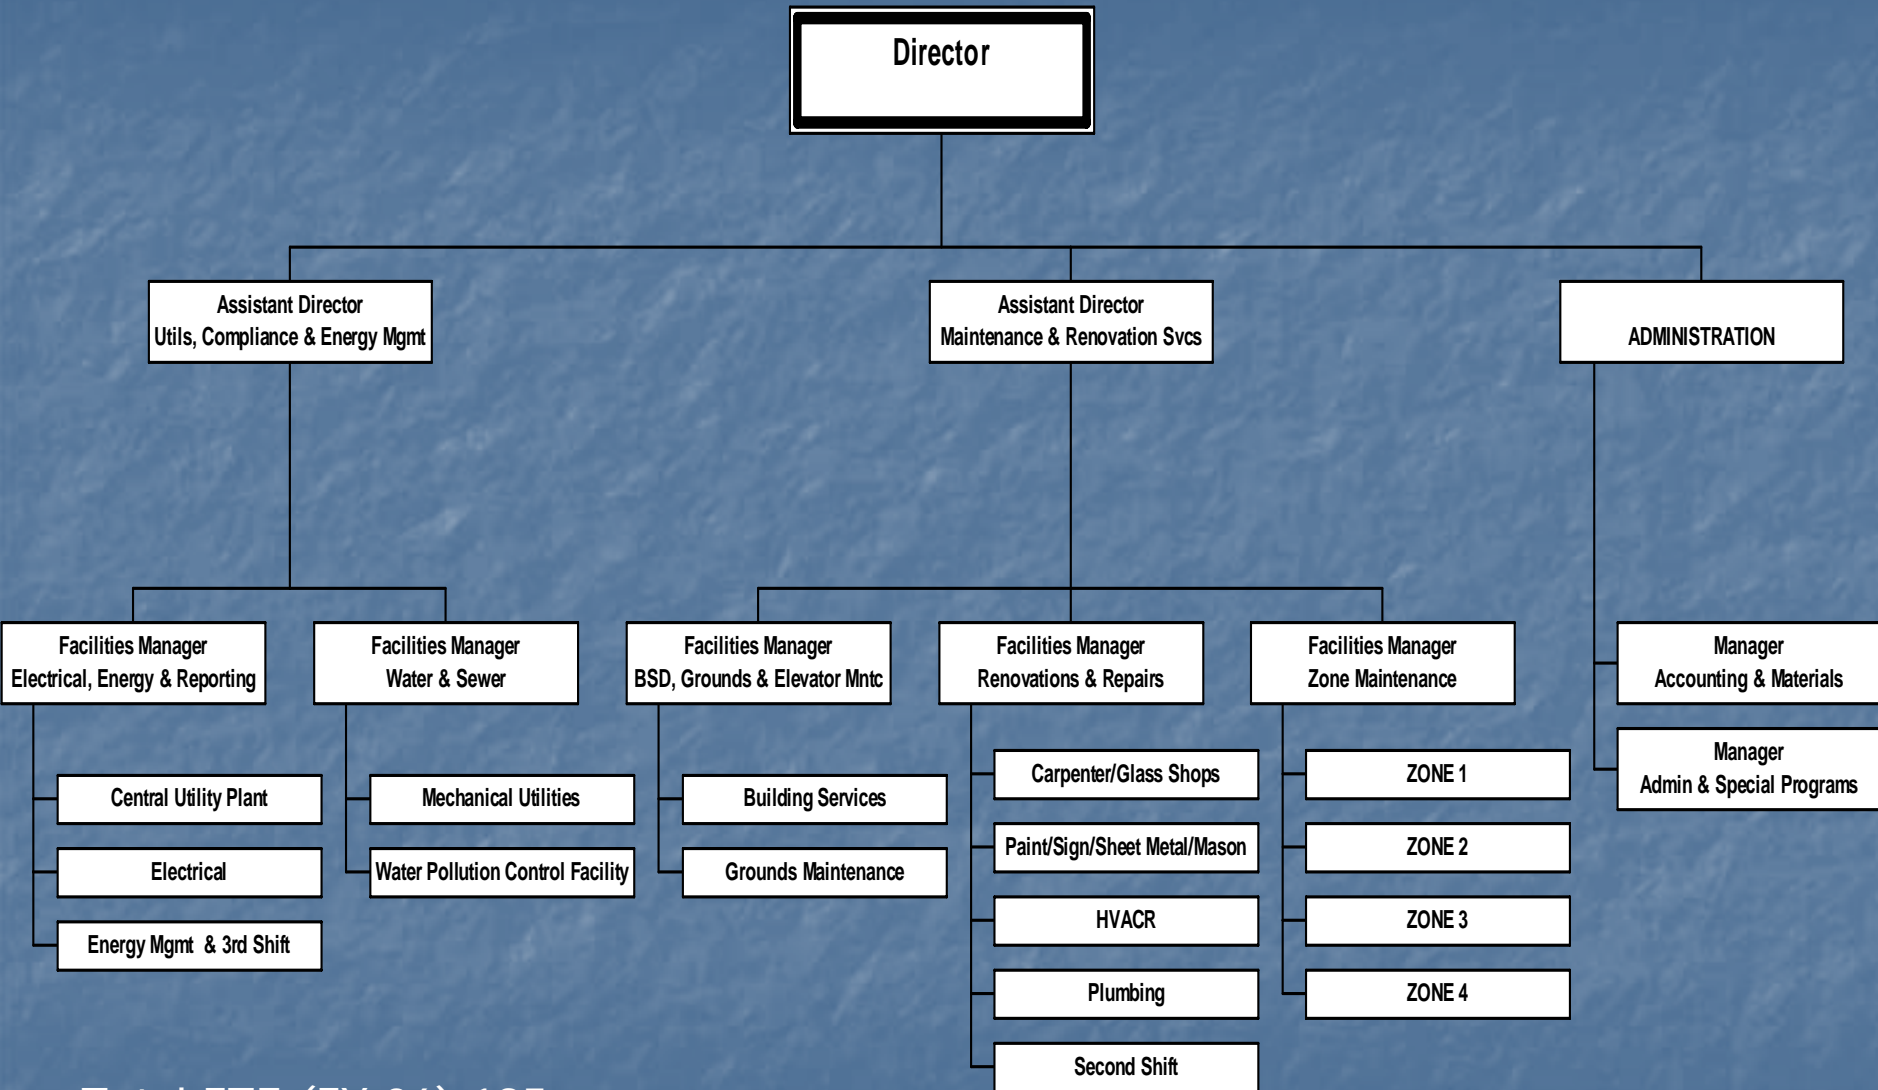 Director
Assistant Director
Utils, Compliance & Energy Mgmt
Assistant Director
Maintenance & Renovation Svcs
ADMINISTRATION
Facilities Manager
Electrical, Energy & Reporting
Facilities Manager
Water & Sewer
Facilities Manager
BSD, Grounds & Elevator Mntc
Facilities Manager
Renovations & Repairs
Facilities Manager
Zone Maintenance
Manager
Accounting & Materials
Manager
Admin & Special Programs
Central Utility Plant
Electrical
Energy Mgmt & 3rd Shift
Mechanical Utilities
Water Pollution Control Facility
Building Services
Grounds Maintenance
Carpenter/Glass Shops
Paint/Sign/Sheet Metal/Mason
HVACR
Plumbing
Second Shift
ZONE 1
ZONE 2
ZONE 3
ZONE 4
Total FTE